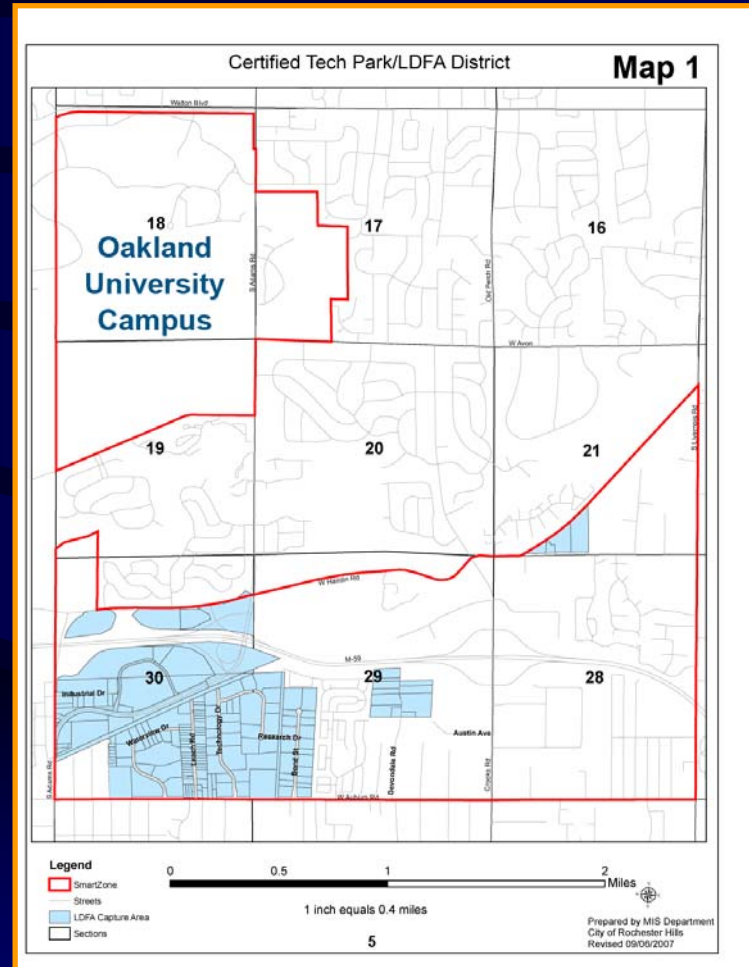 Certified Tech Park/LDFA District
Map 1
Walton Blvd
18
17
16
Oakland
University
Campus
S Adams Rd
Old Perch Rd
W Avon
S Livernois Rd
19
20
21
W Hamlin Rd
M-59
30
29
28
Industrial Dr
Waterview Dr
Leach Rd
Technology Dr
Research Dr
Bond St
Devondale Rd
Austin Ave
Crooks Rd
S Adams Rd
W Auburn Rd
Legend
SmartZone
Streets
LDFA Capture Area
Sections
0 0.5 1 2
Miles
1 inch equals 0.4 miles
5
Prepared by MIS Department
City of Rochester Hills
Revised 09/06/2007